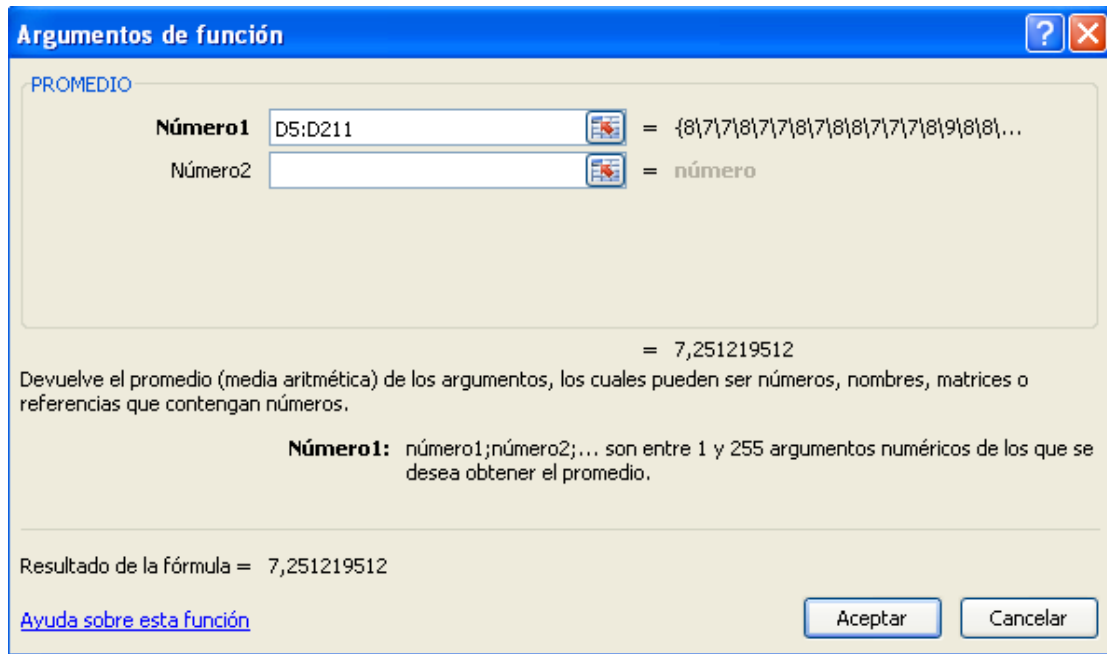 Argumentos de función
PROMEDIO
Número1 D5:D211 = {8\7\7\8\7\7\8\7\8\8\7\7\7\8\9\8\8\...
Número2 = número
= 7,251219512
Devuelve el promedio (media aritmética) de los argumentos, los cuales pueden ser números, nombres, matrices o
referencias que contengan números.
Número1: número1;número2;... son entre 1 y 255 argumentos numéricos de los que se
desea obtener el promedio.
Resultado de la fórmula = 7,251219512
Ayuda sobre esta función Aceptar Cancelar